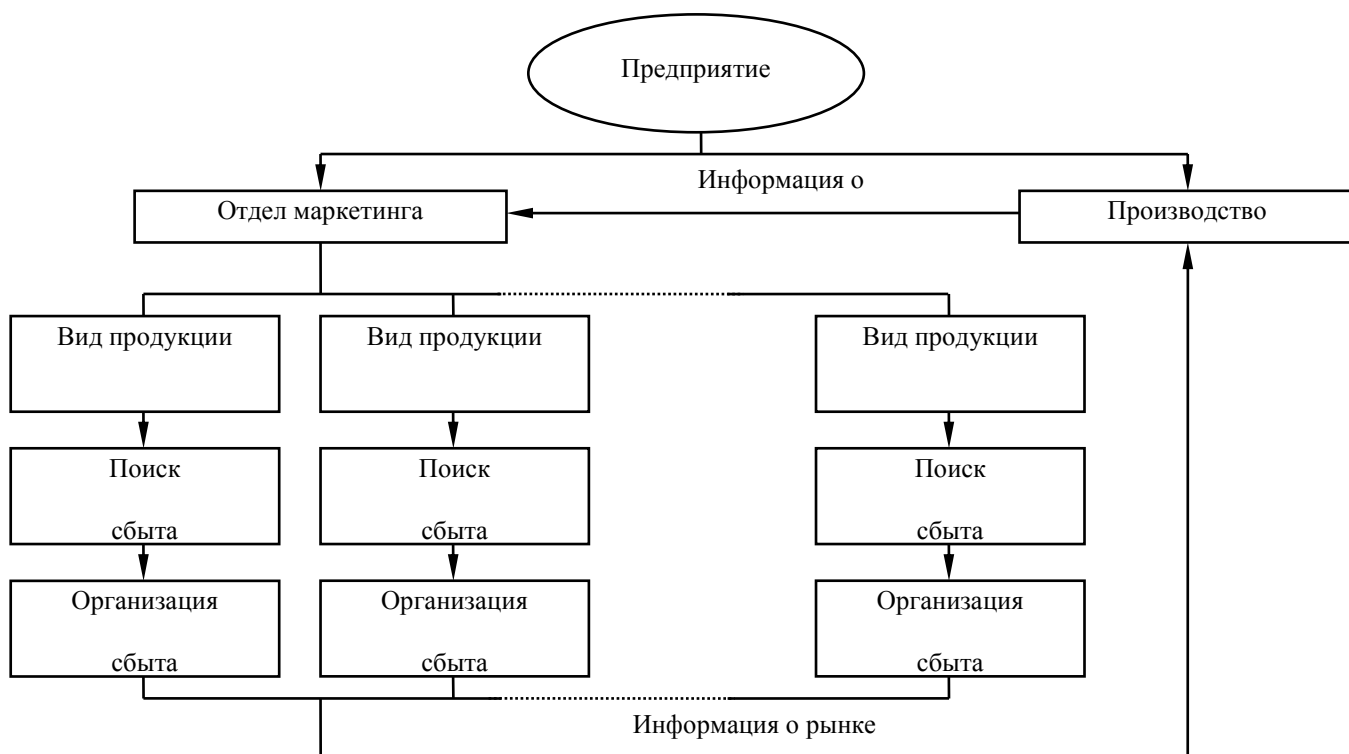 Предприятие
Информация о
Отдел маркетинга
Производство
Вид продукции
Вид продукции
Вид продукции
Поиск
сбыта
Поиск
сбыта
Поиск
сбыта
Организация
сбыта
Организация
сбыта
Организация
сбыта
Информация о рынке